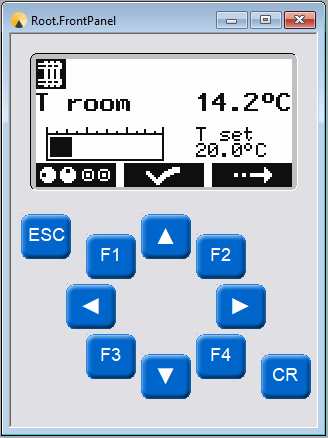 Root.FrontPanel
T room 14.2°C
T set
20.0°C
ESC
F1
F2
F3
F4
CR